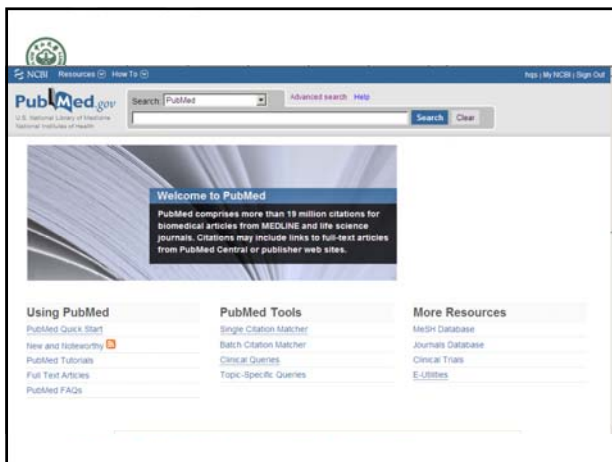 NCBI Resources How To hqs | My NCBI | Sign Out
PubMed.gov
U.S. National Library of Medicine
National Institutes of Health
Search: PubMed
Advanced search Help
Search Clear
Welcome to PubMed
PubMed comprises more than 19 million citations for
biomedical articles from MEDLINE and life science
journals. Citations may include links to full-text articles
from PubMed Central or publisher web sites.
Using PubMed
PubMed Quick Start
New and Noteworthy
PubMed Tutorials
Full Text Articles
PubMed FAQs
PubMed Tools
Single Citation Matcher
Batch Citation Matcher
Clinical Queries
Topic-Specific Queries
More Resources
MeSH Database
Journals Database
Clinical Trials
E-Utilities